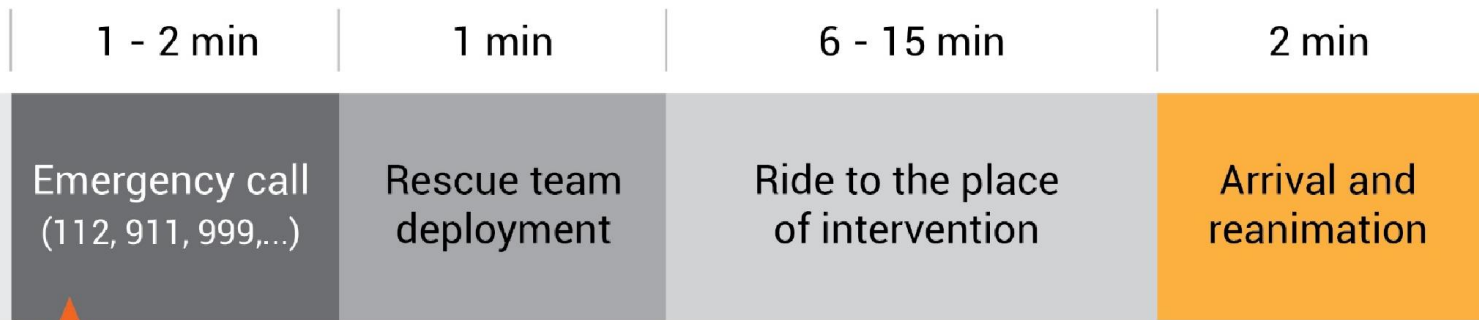 1 - 2 min
1 min
6 - 15 min
2 min
Emergency call
(112, 911, 999,...)
Rescue team
deployment
Ride to the place
of intervention
Arrival and
reanimation